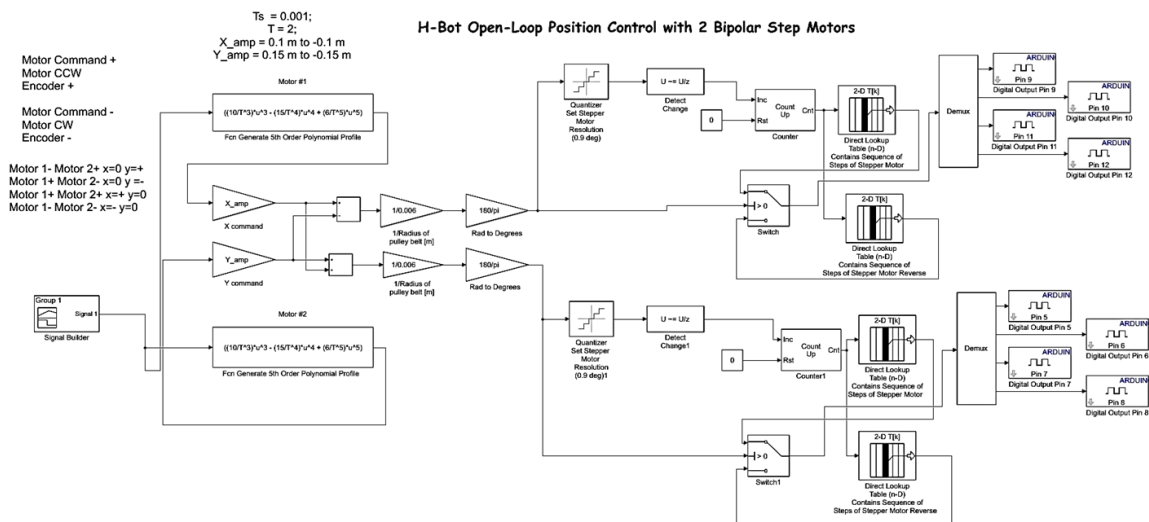 Ts = 0.001;
T = 2;
X_amp = 0.1 m to -0.1 m
Y_amp = 0.15 m to -0.15 m
H-Bot Open-Loop Position Control with 2 Bipolar Step Motors
Motor Command +
Motor CCW
Encoder +
Motor Command -
Motor CW
Encoder -
Motor 1- Motor 2+ x=0 y=+
Motor 1+ Motor 2- x=0 y=-
Motor 1+ Motor 2+ x=+ y=0
Motor 1- Motor 2- x=- y=0
Motor #1
((10/T^3)*u^3 - (15/T^4)*u^4 + (6/T^5)*u^5)
Fcn Generate 5th Order Polynomial Profile
X_amp
X command
Y_amp
Y command
1/0.006
1/Radius of
pulley belt [m]
180/pi
Rad to Degrees
1/0.006
1/Radius of
pulley belt [m]
180/pi
Rad to Degrees
Group 1
Signal 1
Signal Builder
Motor #2
((10/T^3)*u^3 - (15/T^4)*u^4 + (6/T^5)*u^5)
Fcn Generate 5th Order Polynomial Profile
Quantizer
Set Stepper
Motor
Resolution
(0.9 deg)
U ~= U/z
Detect
Change
0
Inc
Rst
Count
Up
Cnt
Counter
2-D T[k]
Direct Lookup
Table (n-D)
Contains Sequence of
Steps of Stepper Motor
> 0
Switch
2-D T[k]
Direct Lookup
Table (n-D)
Contains Sequence of
Steps of Stepper Motor Reverse
Demux
ARDUIN
Pin 9
Digital Output Pin 9
ARDUIN
Pin 10
Digital Output Pin 10
ARDUIN
Pin 11
Digital Output Pin 11
ARDUIN
Pin 12
Digital Output Pin 12
Quantizer
Set Stepper
Motor
Resolution
(0.9 deg)1
U ~= U/z
Detect
Change1
0
Inc
Rst
Count
Up
Cnt
Counter1
2-D T[k]
Direct Lookup
Table (n-D)
Contains Sequence of
Steps of Stepper Motor
> 0
Switch1
2-D T[k]
Direct Lookup
Table (n-D)
Contains Sequence of
Steps of Stepper Motor Reverse
Demux
ARDUIN
Pin 5
Digital Output Pin 5
ARDUIN
Pin 6
Digital Output Pin 6
ARDUIN
Pin 7
Digital Output Pin 7
ARDUIN
Pin 8
Digital Output Pin 8